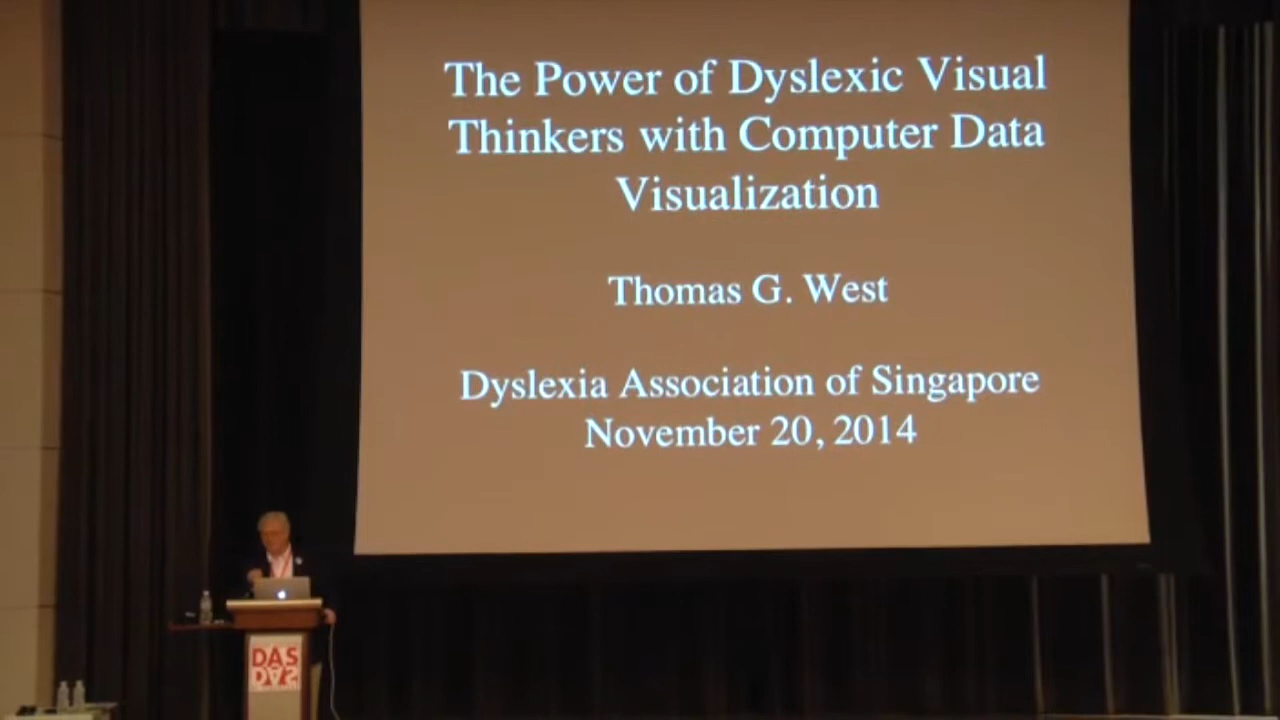 The Power of Dyslexic Visual
Thinkers with Computer Data
Visualization
Thomas G. West
Dyslexia Association of Singapore
November 20, 2014
DAS